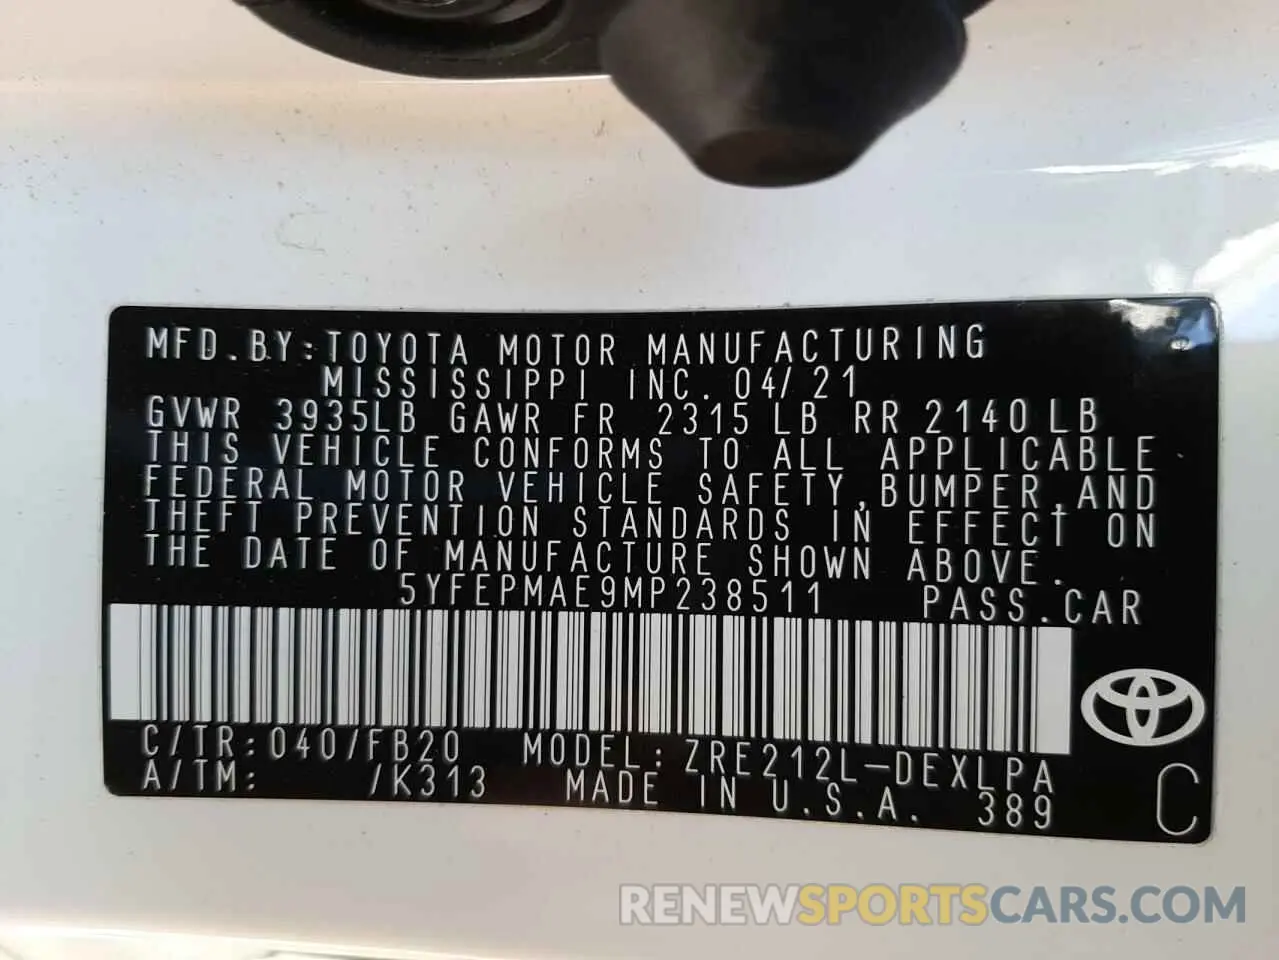 MFD.BY:TOYOTA MOTOR MANUFACTURING
MISSISSIPPI INC. 04/21
GVWR 3935LB GAWR FR 2315 LB RR 2140 LB
THIS VEHICLE CONFORMS TO ALL APPLICABLE
FEDERAL MOTOR VEHICLE SAFETY, BUMPER, AND
THEFT PREVENTION STANDARDS IN EFFECT ON
THE DATE OF MANUFACTURE SHOWN ABOVE.
5YFEPMAE9MP238511 PASS.CAR
C/TR:040/FB20 MODEL:ZRE212L-DEXLPA
A/TM: /K313 MADE IN U.S.A. 389
C
RENEWSPORTSCARS.COM